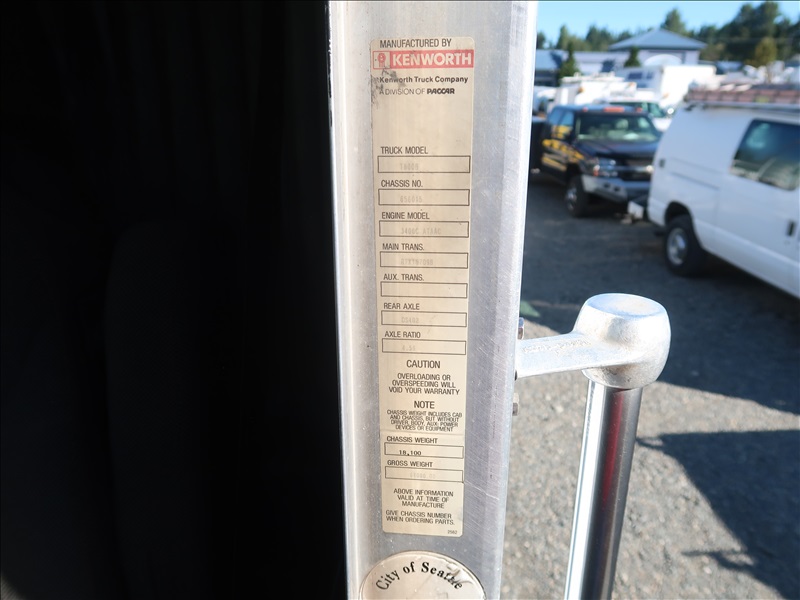 MANUFACTURED BY
KENWORTH
Kenworth Truck Company
A DIVISION OF PACCAR
TRUCK MODEL
CHASSIS NO.
ENGINE MODEL
MAIN TRANS.
AUX. TRANS.
REAR AXLE
AXLE RATIO
CAUTION
OVERLOADING OR
OVERSPEEDING WILL
VOID YOUR WARRANTY
NOTE
CHASSIS WEIGHT INCLUDES CAB
AND CHASSIS, BUT WITHOUT
DRIVER, BODY, AUX. POWER
DEVICES OR EQUIPMENT
CHASSIS WEIGHT
18,100
GROSS WEIGHT
ABOVE INFORMATION
VALID AT TIME OF
MANUFACTURE
GIVE CHASSIS NUMBER
WHEN ORDERING PARTS
City of Seattle